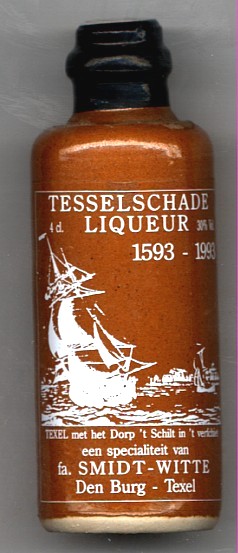 TESSELSCHADE
4 cl. LIQUEUR 30% Vol
1593 - 1993
TEXEL met het Dorp 't Schilt in 't verschiet
een specialiteit van
fa. SMIDT-WITTE
Den Burg - Texel